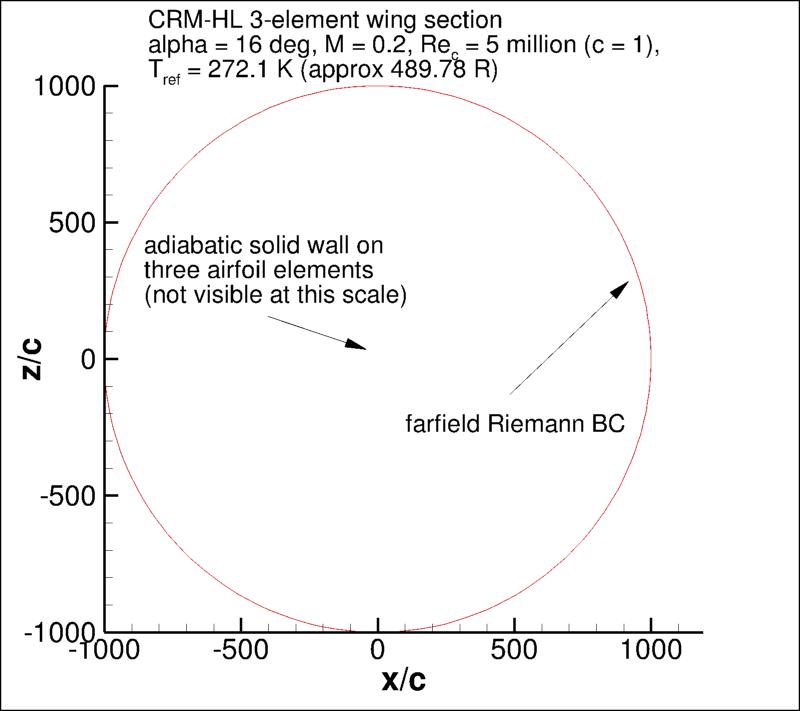 CRM-HL 3-element wing section
alpha = 16 deg, M = 0.2, Re_c = 5 million (c = 1),
T_ref = 272.1 K (approx 489.78 R)
1000
500
adiabatic solid wall on
three airfoil elements
(not visible at this scale)
z/c
0
farfield Riemann BC
-500
-1000
-1000 -500 0 500 1000
x/c